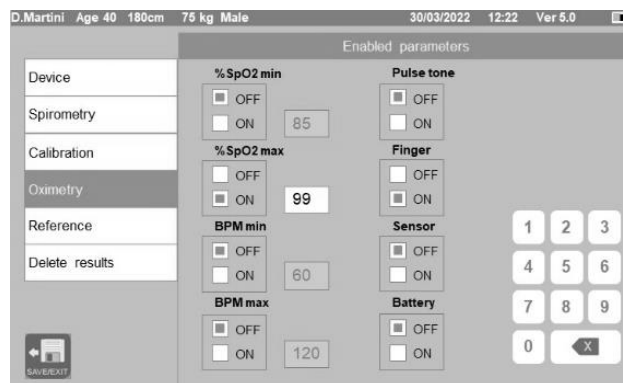 D.Martini Age 40 180cm 75 kg Male 30/03/2022 12:22 Ver 5.0
Enabled parameters
Device
Spirometry
Calibration
Oximetry
Reference
Delete results
%SpO2 min
OFF
ON 85
%SpO2 max
OFF
ON 99
BPM min
OFF
ON 60
BPM max
OFF
ON 120
Pulse tone
OFF
ON
Finger
OFF
ON
Sensor
OFF
ON
Battery
OFF
ON
1 2 3
4 5 6
7 8 9
0 X
SAVE/EXIT